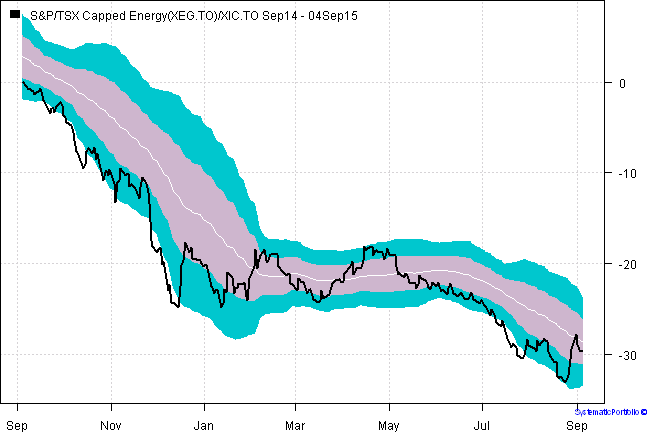 S&P/TSX Capped Energy(XEG.TO)/XIC.TO Sep14 - 04Sep15
0
-10
-20
-30
SystematicPortfolio ©
Sep Nov Jan Mar May Jul Sep